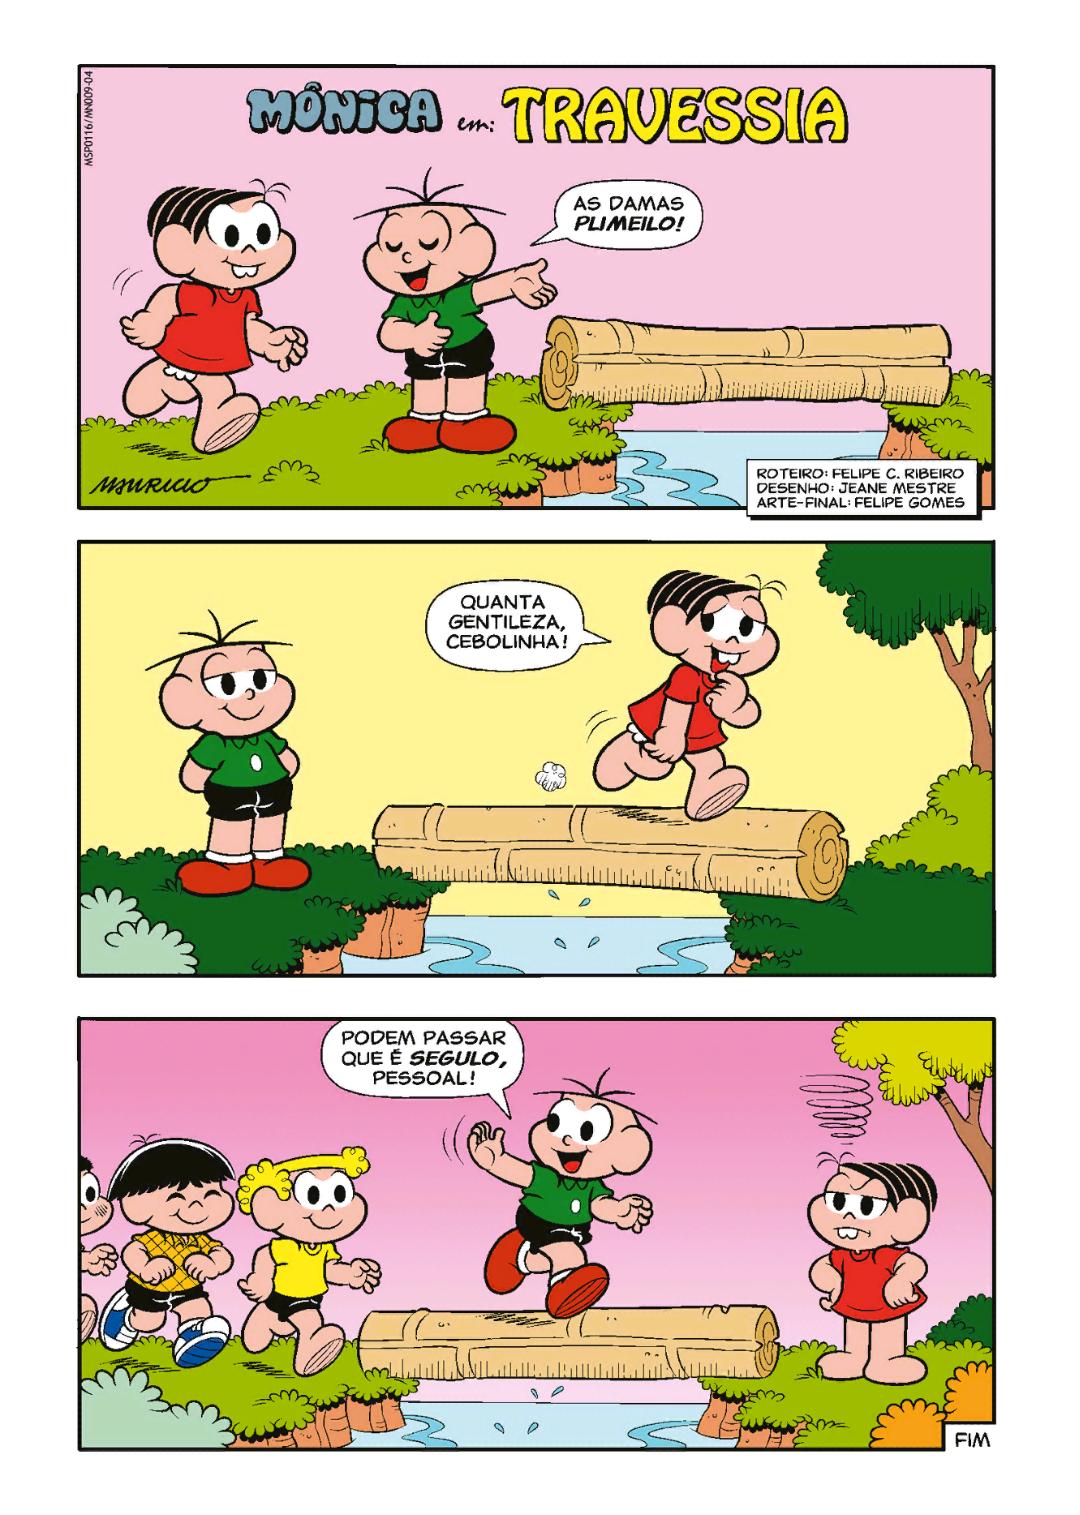 MSP0116/MN009-04
MÔNICA em: TRAVESSIA
AS DAMAS
PLIMEILO!
MAURICIO
ROTEIRO: FELIPE C. RIBEIRO
DESENHO: JEANE MESTRE
ARTE-FINAL: FELIPE GOMES
QUANTA
GENTILEZA,
CEBOLINHA!
PODEM PASSAR
QUE É SEGULO,
PESSOAL!
FIM